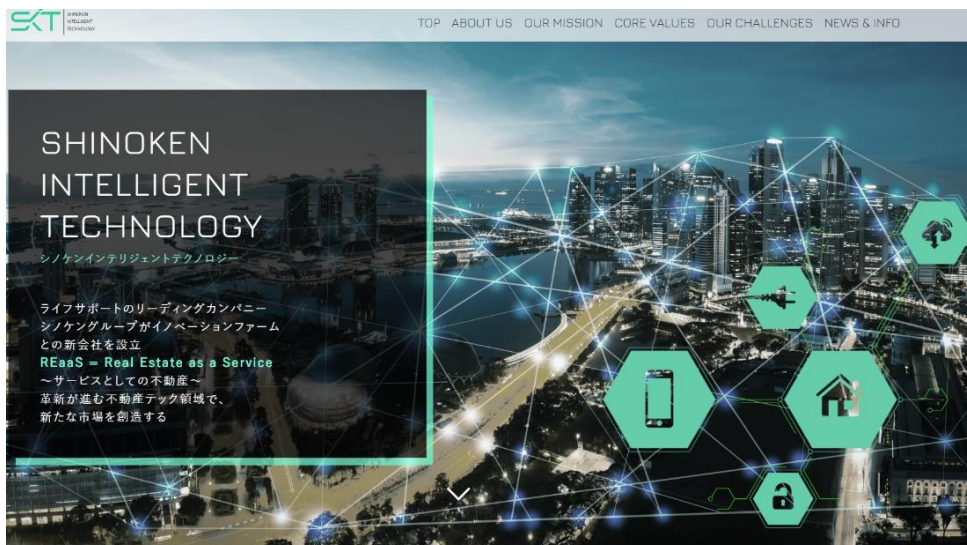 SKT
SHINOKEN
INTELLIGENT
TECHNOLOGY
TOP ABOUT US OUR MISSION CORE VALUES OUR CHALLENGES NEWS & INFO
SHINOKEN
INTELLIGENT
TECHNOLOGY
シノケンインテリジェントテクノロジー
ライフサポートのリーディングカンパニー
シノケングループがイノベーションファーム
との新会社を設立
REaaS = Real Estate as a Service
～サービスとしての不動産～
革新が進む不動産テック領域で、
新たな市場を創造する